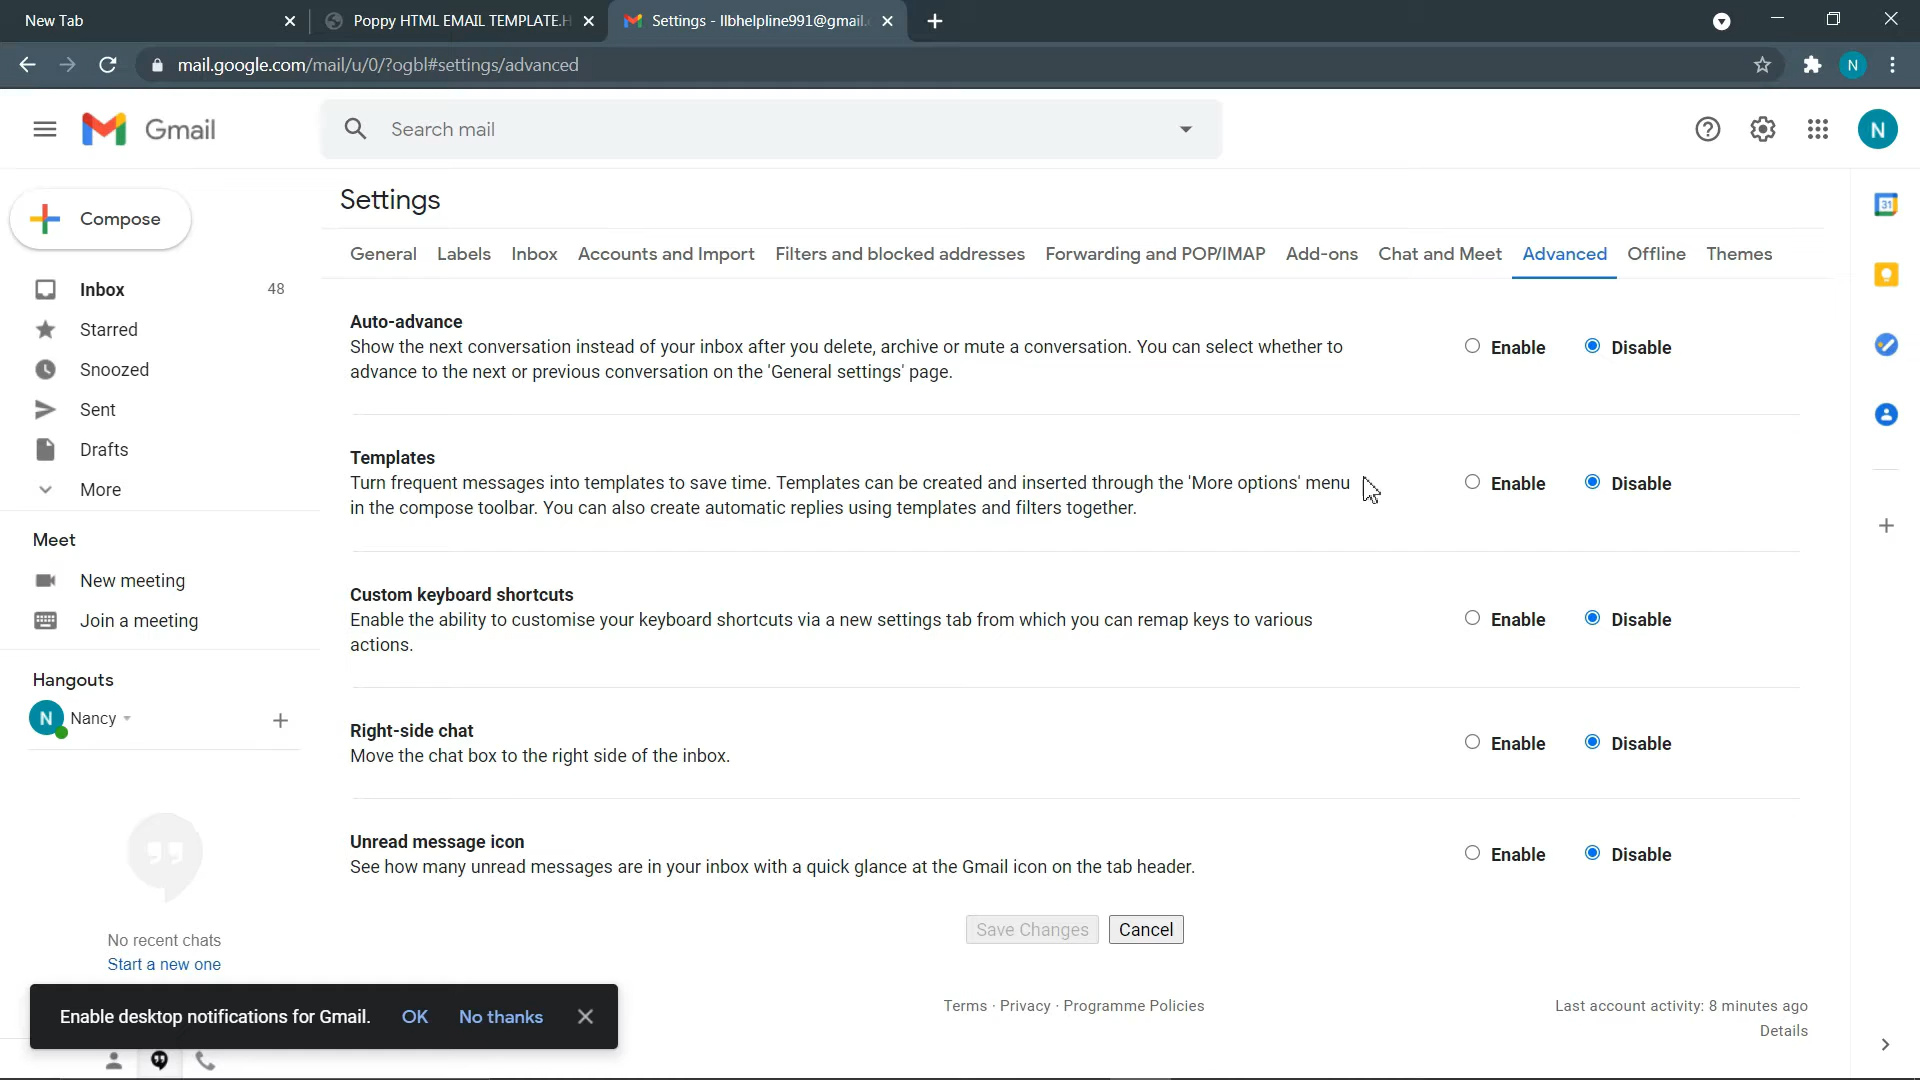 New Tab
Poppy HTML EMAIL TEMPLATE.H
Settings - llbhelpline991@gmail.
mail.google.com/mail/u/0/?ogbl#settings/advanced
N
Gmail
Search mail
N
Compose
Settings
General Labels Inbox Accounts and Import Filters and blocked addresses Forwarding and POP/IMAP Add-ons Chat and Meet Advanced Offline Themes
31
Inbox 48
Starred
Snoozed
Sent
Drafts
More
Meet
New meeting
Join a meeting
Hangouts
N Nancy
No recent chats
Start a new one
Auto-advance
Show the next conversation instead of your inbox after you delete, archive or mute a conversation. You can select whether to
advance to the next or previous conversation on the 'General settings' page.
Enable Disable
Templates
Turn frequent messages into templates to save time. Templates can be created and inserted through the 'More options' menu
in the compose toolbar. You can also create automatic replies using templates and filters together.
Enable Disable
Custom keyboard shortcuts
Enable the ability to customise your keyboard shortcuts via a new settings tab from which you can remap keys to various
actions.
Enable Disable
Right-side chat
Move the chat box to the right side of the inbox.
Enable Disable
Unread message icon
See how many unread messages are in your inbox with a quick glance at the Gmail icon on the tab header.
Enable Disable
Save Changes Cancel
Enable desktop notifications for Gmail. OK No thanks
Terms · Privacy · Programme Policies
Last account activity: 8 minutes ago
Details